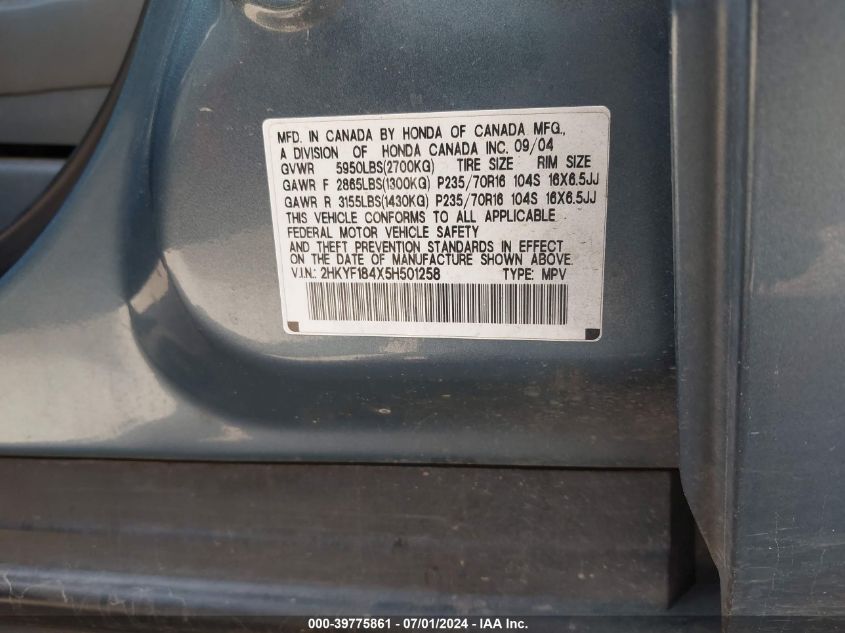 MFD. IN CANADA BY HONDA OF CANADA MFG.,
A DIVISION OF HONDA CANADA INC. 09/04
GVWR 5950LBS(2700KG) TIRE SIZE RIM SIZE
GAWR F 2865LBS(1300KG) P235/70R16 104S 16X6.5JJ
GAWR R 3155LBS(1430KG) P235/70R16 104S 16X6.5JJ
THIS VEHICLE CONFORMS TO ALL APPLICABLE
FEDERAL MOTOR VEHICLE SAFETY
AND THEFT PREVENTION STANDARDS IN EFFECT
ON THE DATE OF MANUFACTURE SHOWN ABOVE.
V.I.N.: 2HKYF184X5H501258 TYPE: MPV
000-39775861 - 07/01/2024 - IAA Inc.